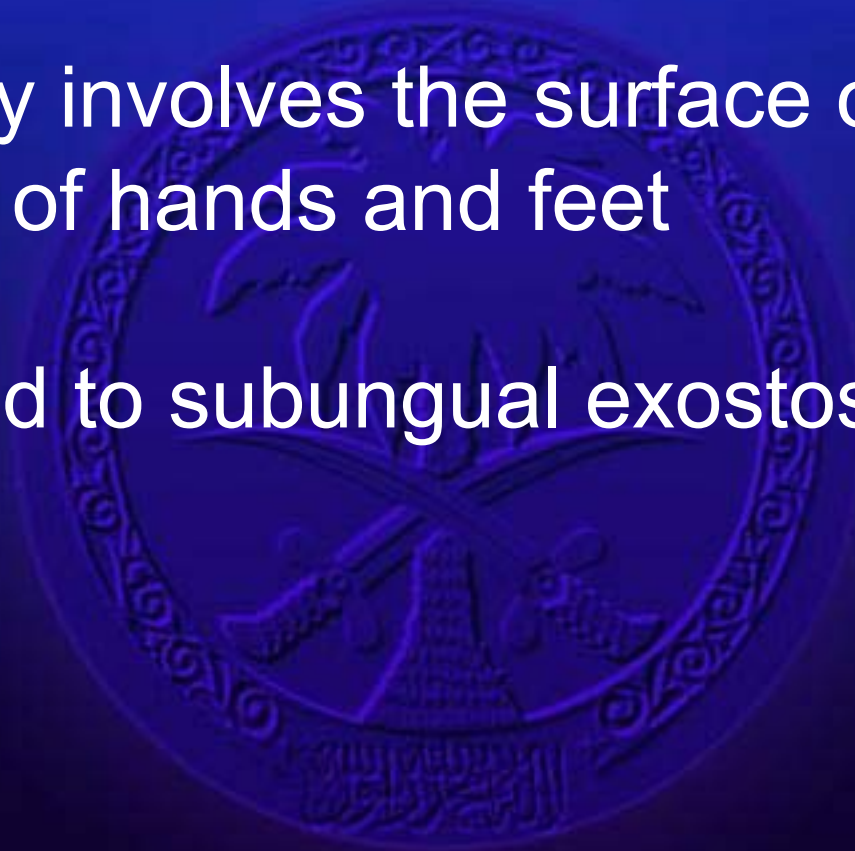 y involves the surface
of hands and feet
d to subungual exostos